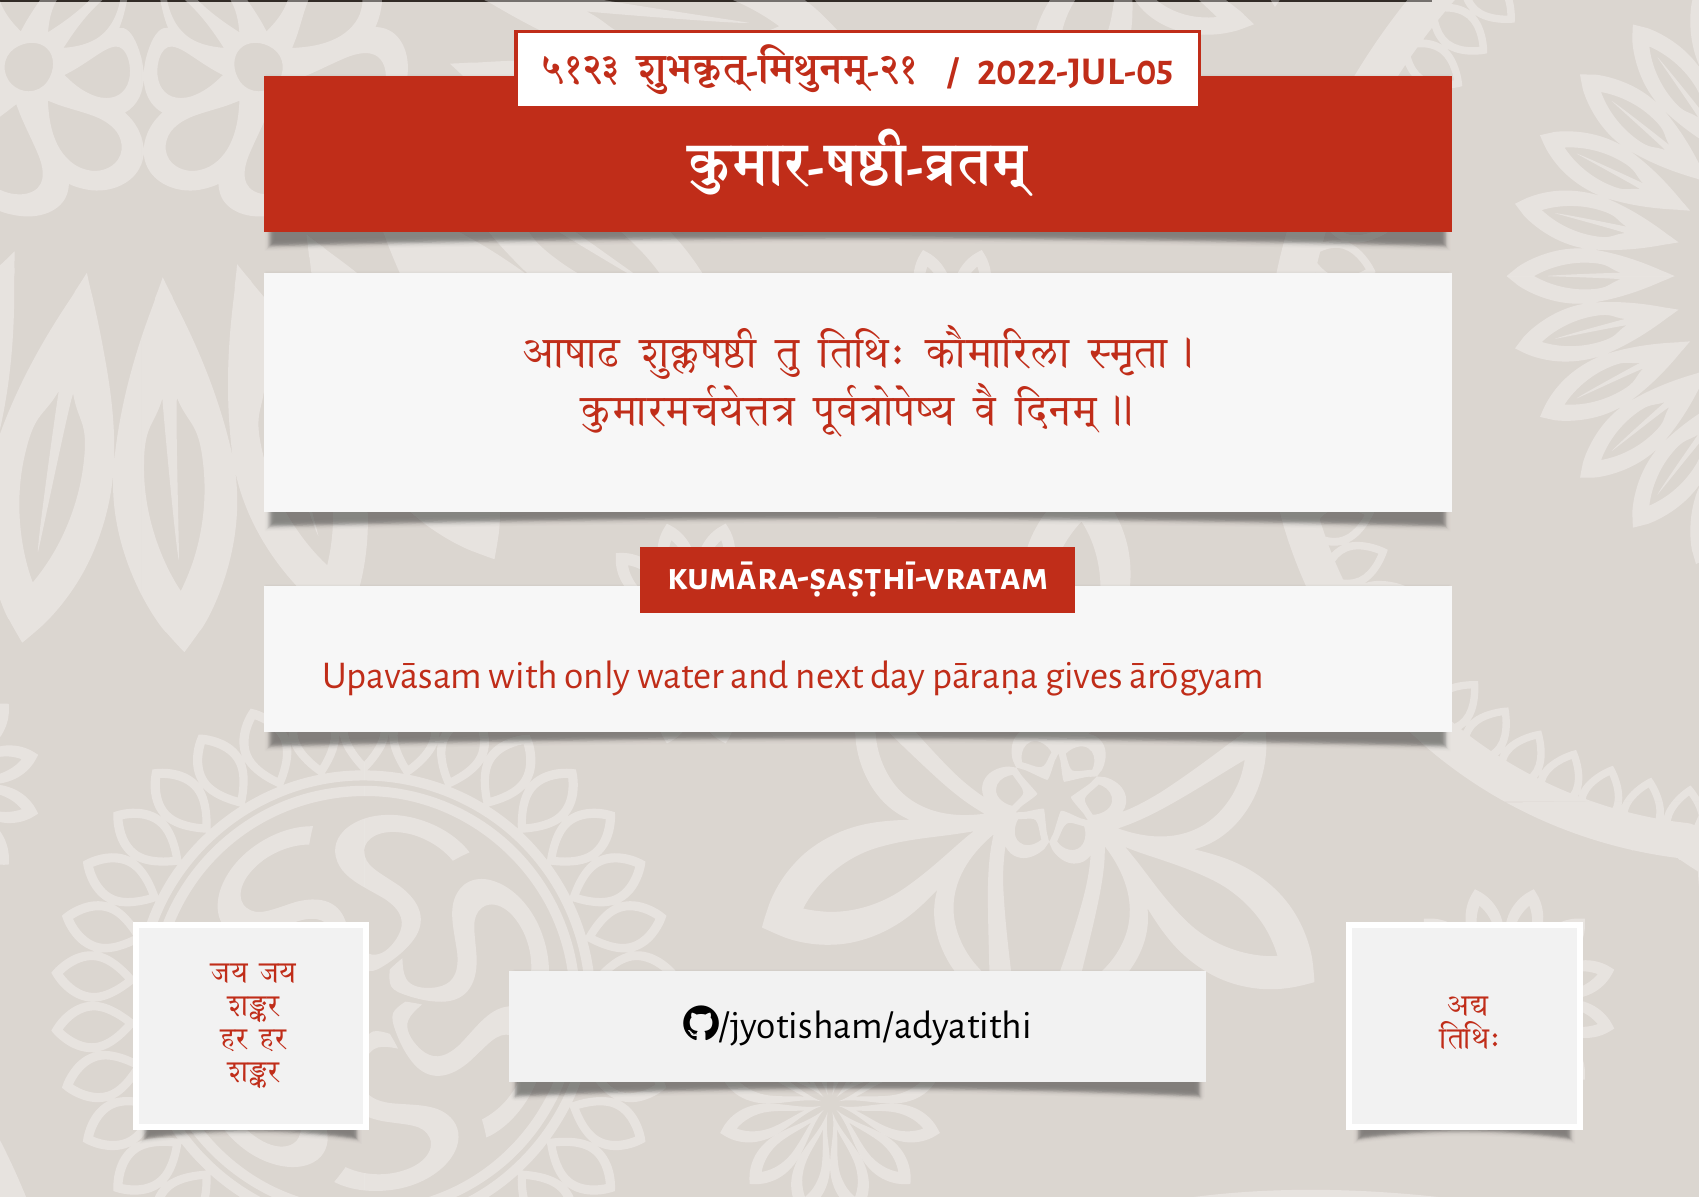 ५१२३ शुभकृत्-मिथुनम्-२१ / 2022-JUL-05
कुमार-षष्ठी-व्रतम्
आषाढ शुक्लषष्ठी तु तिथिः कौमारिला स्मृता ।
कुमारमर्चयेत्तत्र पूर्वत्रोपेष्य वै दिनम् ॥
KUMĀRA-ṢAṢṬHĪ-VRATAM
Upavāsam with only water and next day pāraṇa gives ārōgyam
जय जय
शङ्कर
हर हर
शङ्कर
/jyotisham/adyatithi
अद्य
तिथिः